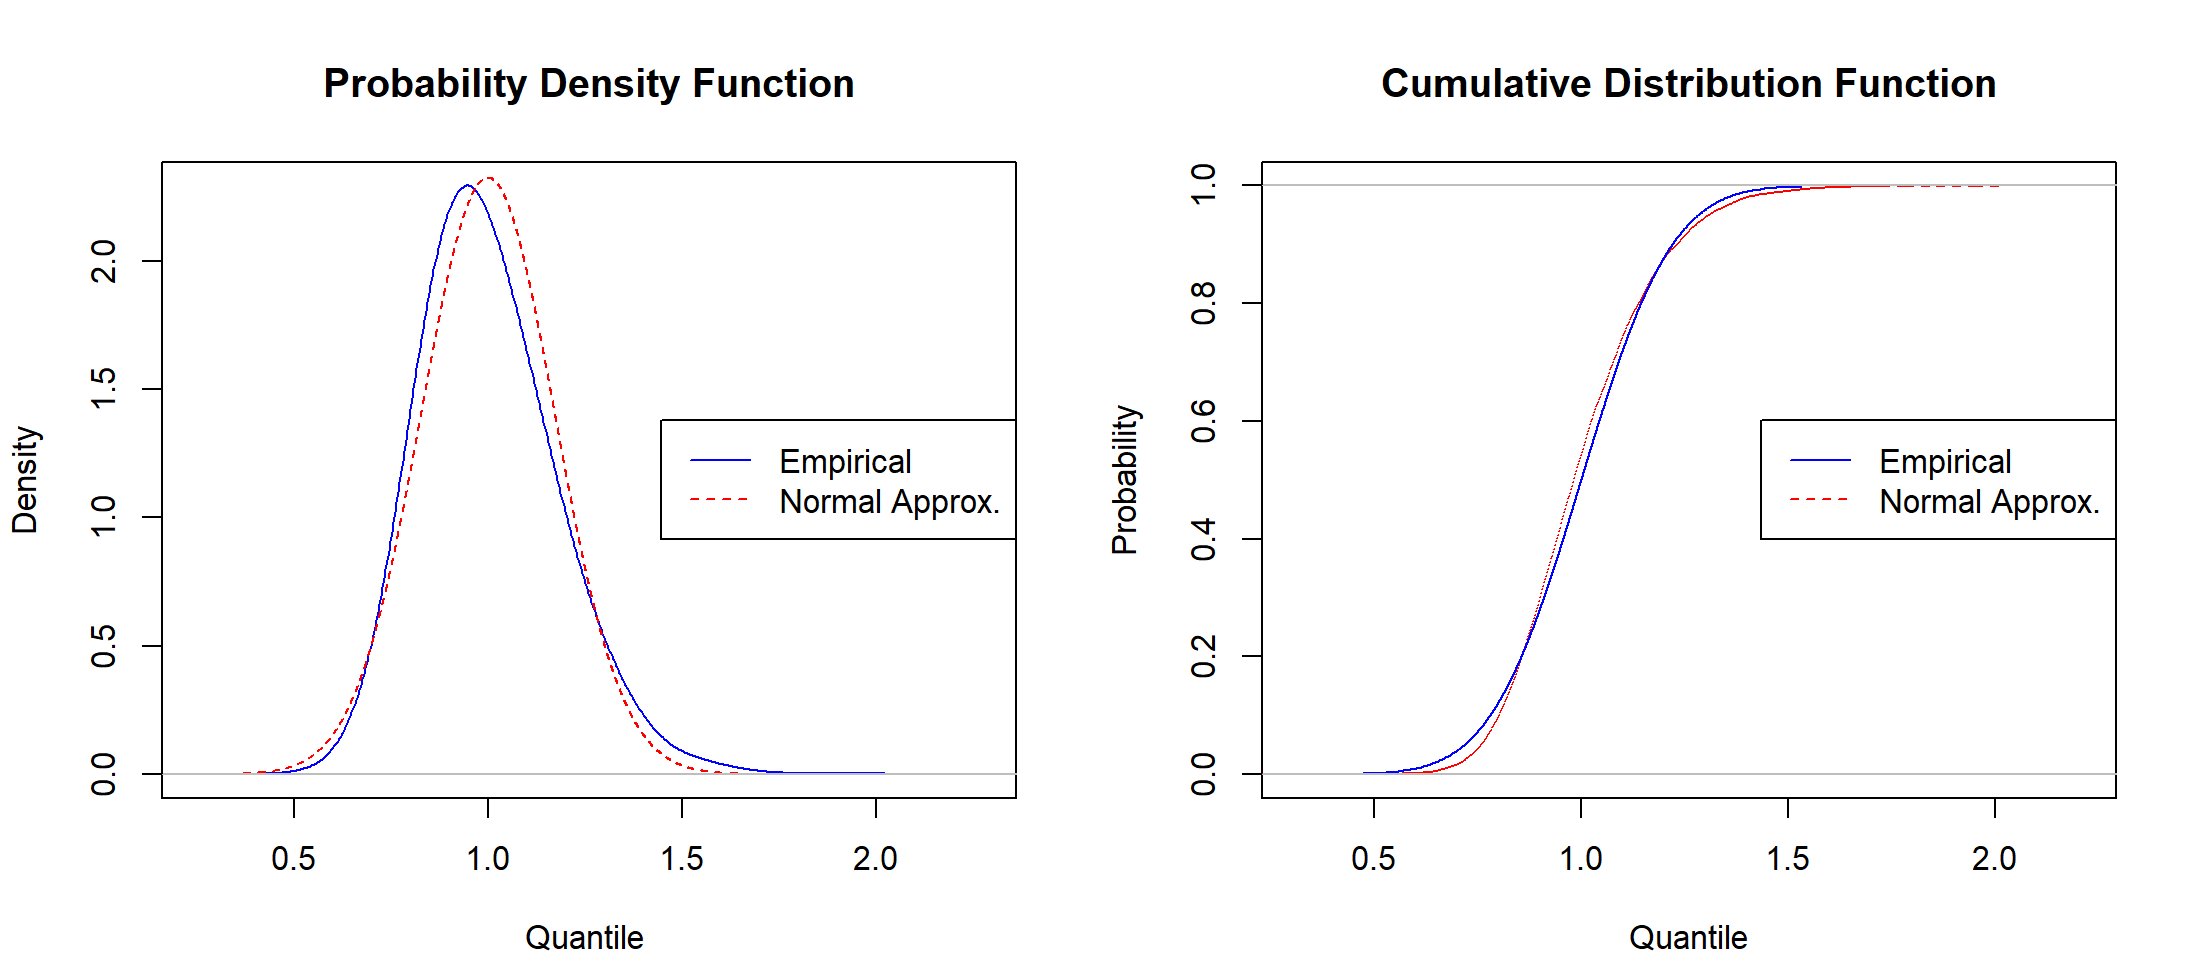 Probability Density Function
Density
0.0 0.5 1.0 1.5 2.0
Empirical
Normal Approx.
0.5 1.0 1.5 2.0
Quantile
Cumulative Distribution Function
Probability
0.0 0.2 0.4 0.6 0.8 1.0
Empirical
Normal Approx.
0.5 1.0 1.5 2.0
Quantile